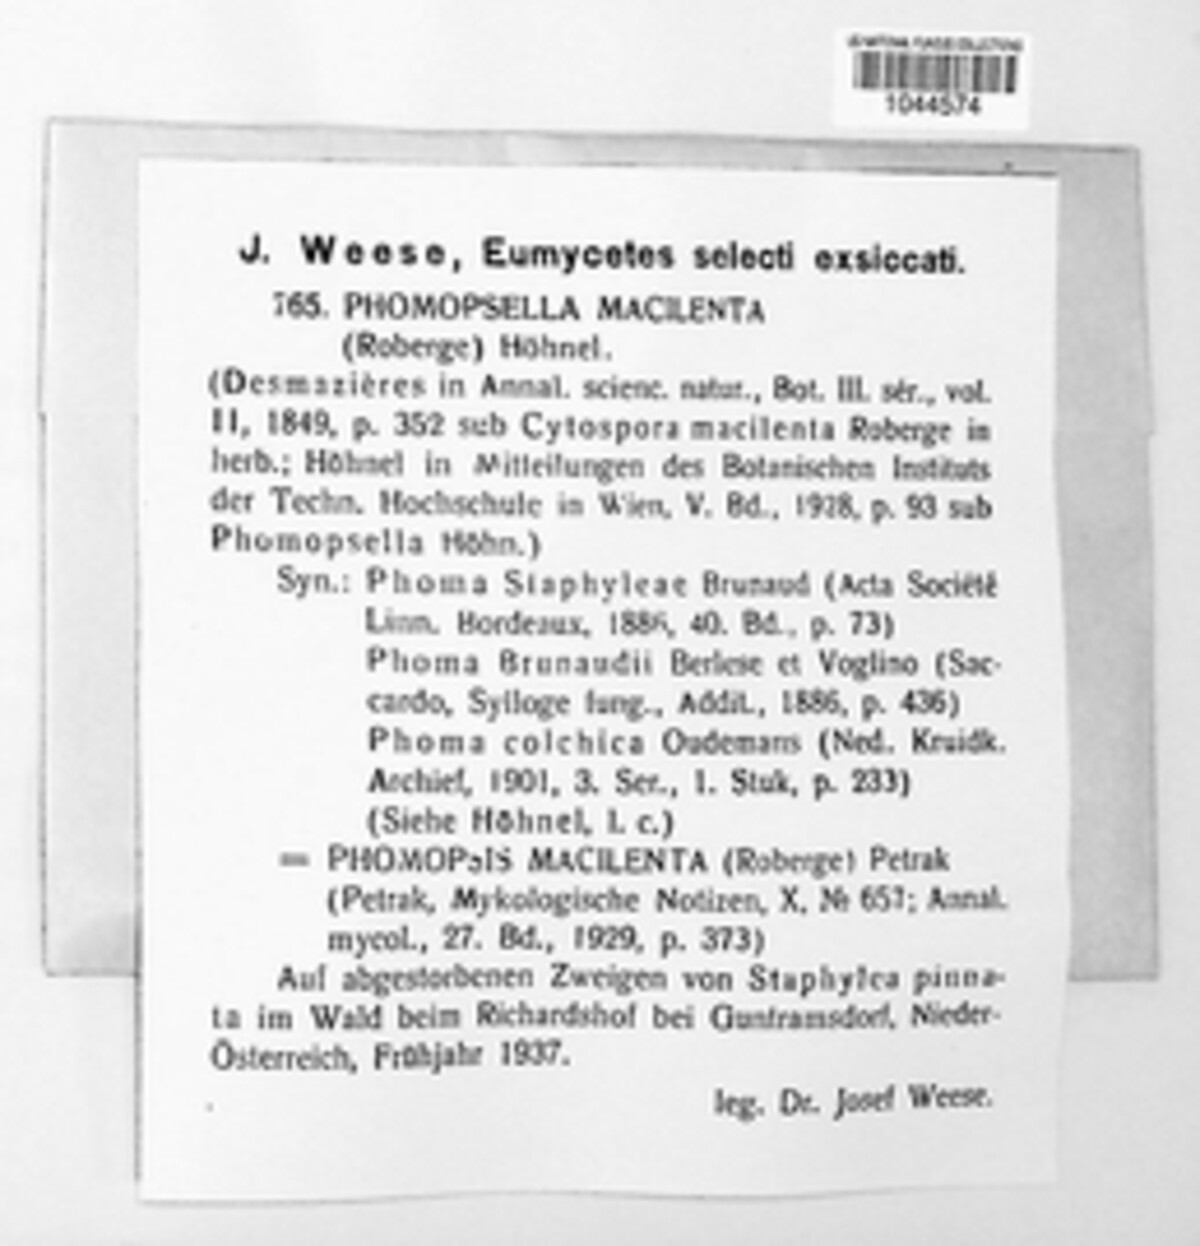 US NATIONAL FUNGUS COLLECTIONS
1044574
J. Weese, Eumycetes selecti exsiccati.
765. PHOMOPSELLA MACILENTA
(Roberge) Höhnel.
(Desmazières in Annal. scienc. natur., Bot. III. sér., vol.
11, 1849, p. 352 sub Cytospora macilenta Roberge in
herb.; Höhnel in Mitteilungen des Botanischen Instituts
der Techn. Hochschule in Wien, V. Bd., 1928, p. 93 sub
Phomopsella Höhn.)
Syn.: Phoma Staphyleae Brunaud (Acta Société
Linn. Bordeaux, 1886, 40. Bd., p. 73)
Phoma Brunaudii Berlese et Voglino (Sac-
cardo, Sylloge fung., Addit., 1886, p. 436)
Phoma colchica Oudemans (Ned. Kruidk.
Archief, 1901, 3. Ser., 1. Stuk, p. 233)
(Siehe Höhnel, l. c.)
= PHOMOPSIS MACILENTA (Roberge) Petrak
(Petrak, Mykologische Notizen, X, № 657; Annal.
mycol., 27. Bd., 1929, p. 373)
Auf abgestorbenen Zweigen von Staphylea pinna-
ta im Wald beim Richardshof bei Guntramsdorf, Nieder-
Österreich, Frühjahr 1937.
leg. Dr. Josef Weese.